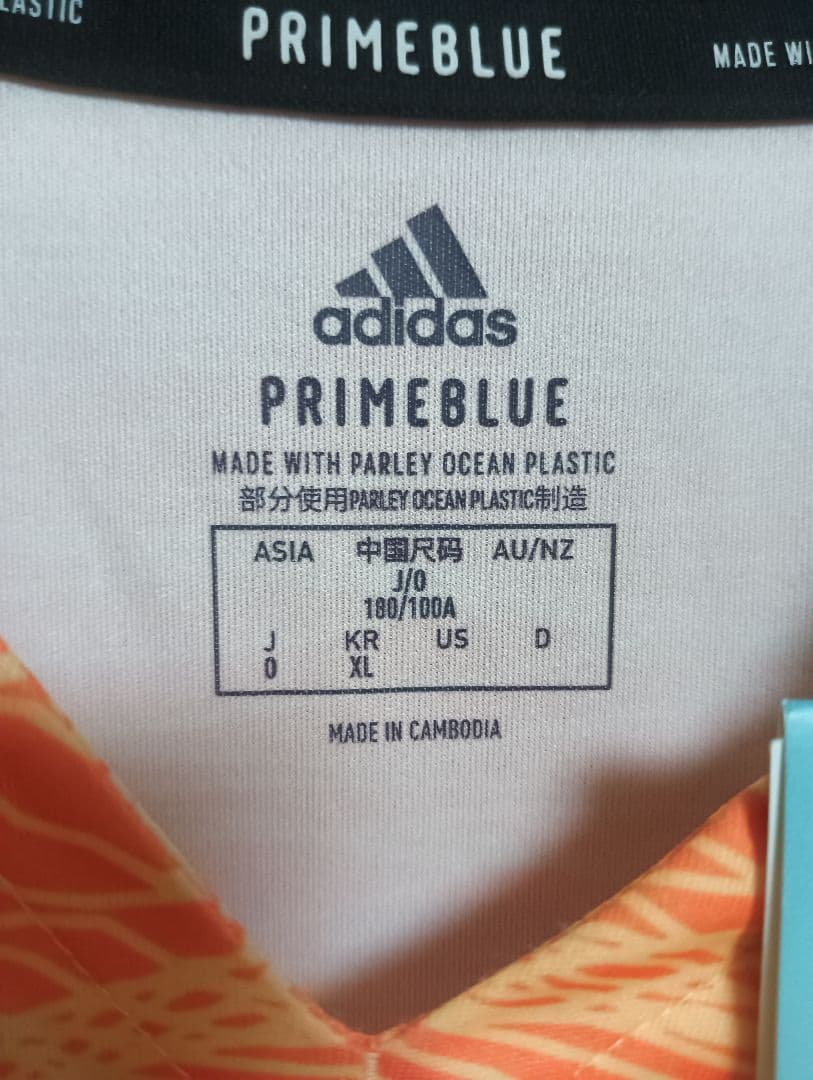 LASTIC PRIMEBLUE MADE WI
adidas
PRIMEBLUE
MADE WITH PARLEY OCEAN PLASTIC
部分使用PARLEY OCEAN PLASTIC制造
ASIA 中国尺码 AU/NZ
J/O
180/100A
J KR US D
O XL
MADE IN CAMBODIA